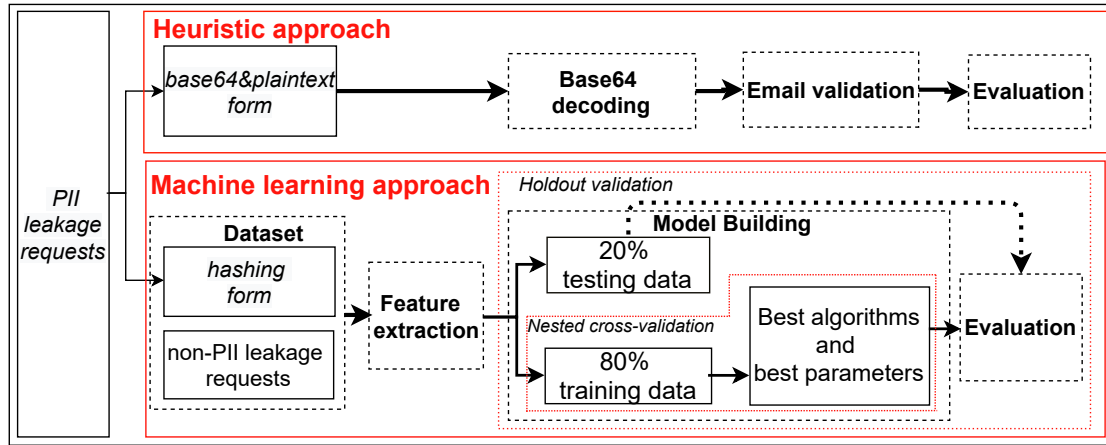 PII
leakage
requests
Heuristic approach
base64&plaintext
form
Base64
decoding
Email validation
Evaluation
Machine learning approach
Dataset
hashing
form
non-PII leakage
requests
Feature
extraction
Holdout validation
Model Building
20%
testing data
Nested cross-validation
80%
training data
Best algorithms
and
best parameters
Evaluation